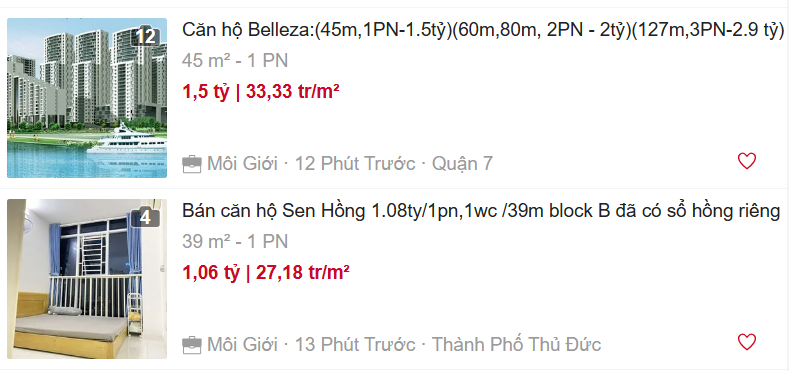 12
Căn hộ Belleza:(45m,1PN-1.5tỷ)(60m,80m, 2PN - 2tỷ)(127m,3PN-2.9 tỷ)
45 m² - 1 PN
1,5 tỷ | 33,33 tr/m²
Môi Giới · 12 Phút Trước · Quận 7
4
Bán căn hộ Sen Hồng 1.08ty/1pn,1wc /39m block B đã có sổ hồng riêng
39 m² - 1 PN
1,06 tỷ | 27,18 tr/m²
Môi Giới · 13 Phút Trước · Thành Phố Thủ Đức